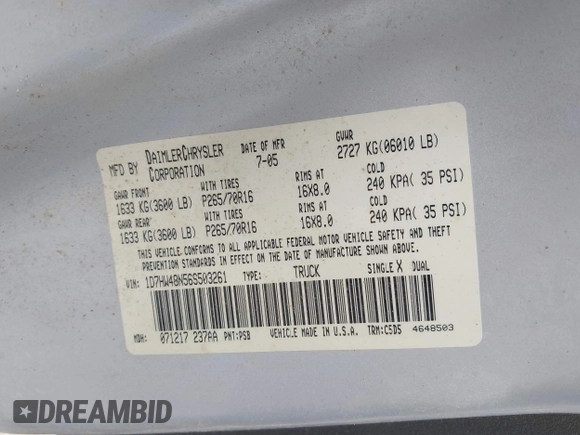 MFD BY DAIMLERCHRYSLER CORPORATION DATE OF MFR 7-05 GVWR 2727 KG(06010 LB)
GAWR FRONT WITH TIRES RIMS AT COLD
1633 KG(3600 LB) P265/70R16 16X8.0 240 KPA( 35 PSI)
GAWR REAR WITH TIRES RIMS AT COLD
1633 KG(3600 LB) P265/70R16 16X8.0 240 KPA( 35 PSI)
THIS VEHICLE CONFORMS TO ALL APPLICABLE FEDERAL MOTOR VEHICLE SAFETY AND THEFT
PREVENTION STANDARDS IN EFFECT ON THE DATE OF MANUFACTURE SHOWN ABOVE.
VIN: 1D7HW48N56S503261 TYPE: TRUCK SINGLE X DUAL
MDH: 071217 237AA PNT:PSB VEHICLE MADE IN U.S.A. TRM:C5D5 4648503
DREAMBID